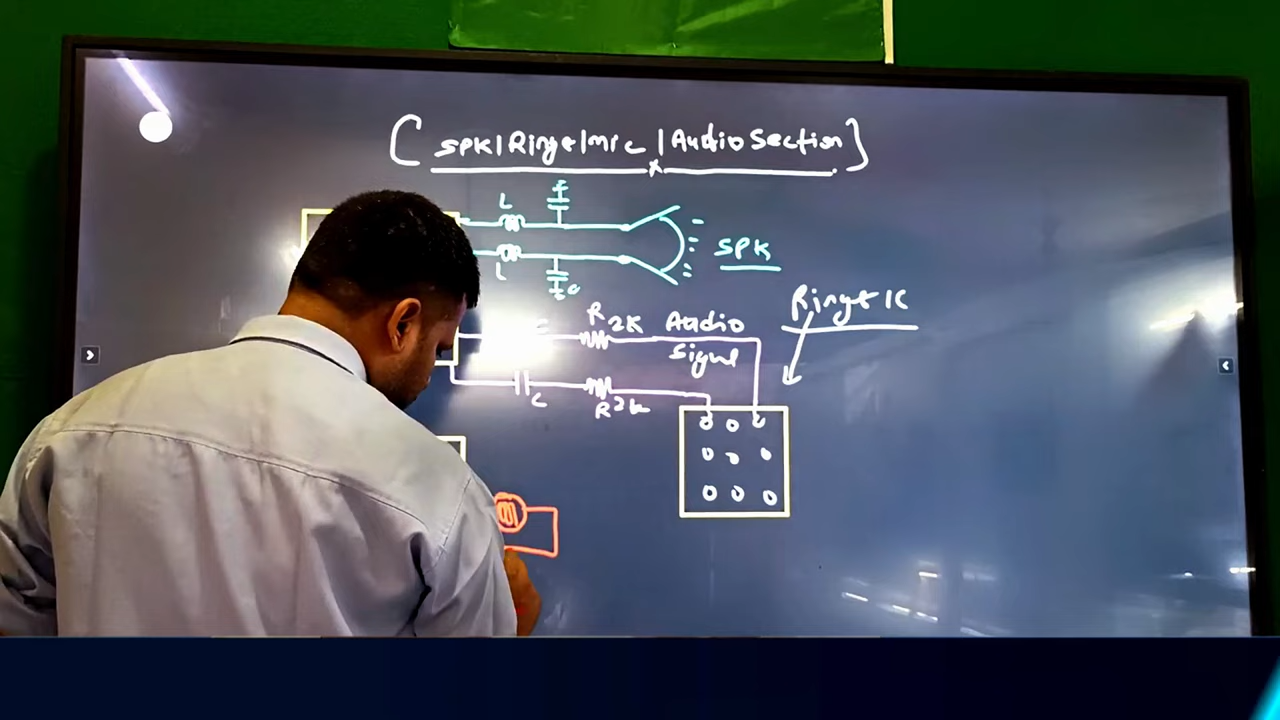 [ SPK | Ringer | mic | Audio Section ]
L
L
C
SPK
Ringer IC
R 2K Audio
Signal
C
R 2K